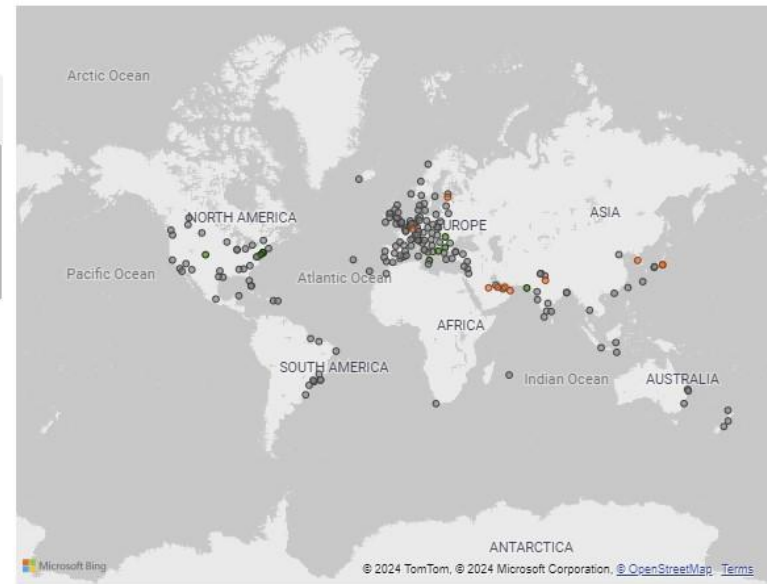 Arctic Ocean
NORTH AMERICA
EUROPE
ASIA
Pacific Ocean
Atlantic Ocean
AFRICA
SOUTH AMERICA
Indian Ocean
AUSTRALIA
ANTARCTICA
Microsoft Bing
© 2024 TomTom, © 2024 Microsoft Corporation, © OpenStreetMap Terms